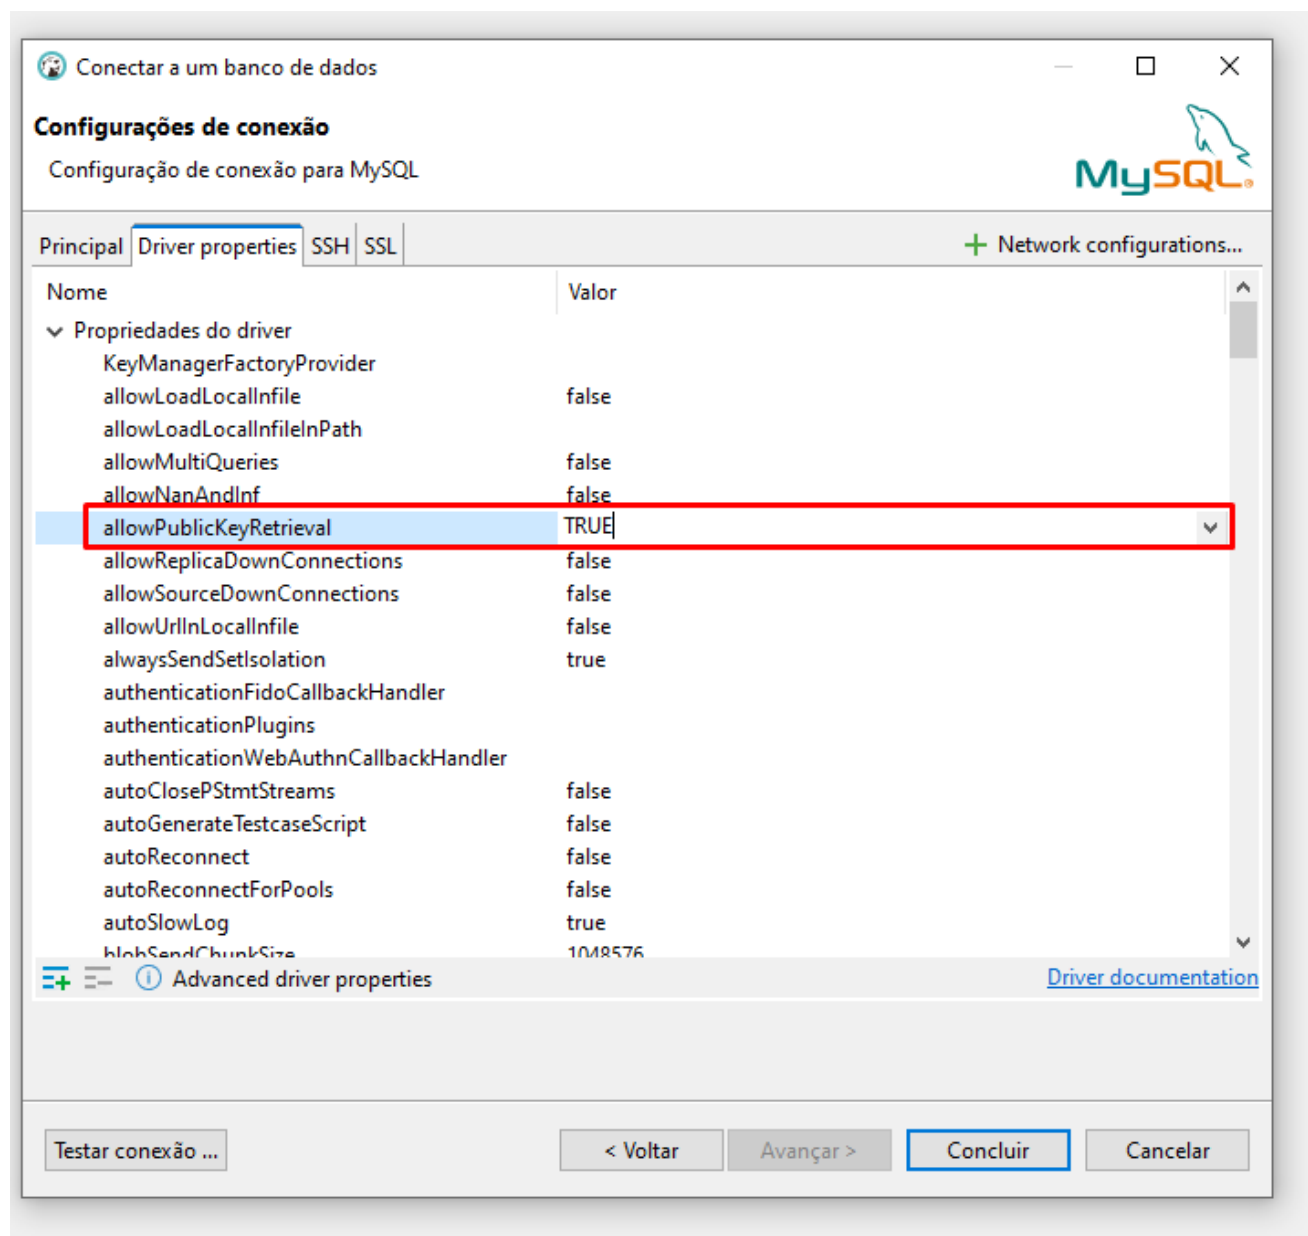 Conectar a um banco de dados
Configurações de conexão
Configuração de conexão para MySQL
MySQL®
Principal Driver properties SSH SSL Network configurations...
Nome Valor
Propriedades do driver
KeyManagerFactoryProvider
allowLoadLocalInfile false
allowLoadLocalInfileInPath
allowMultiQueries false
allowNanAndInf false
allowPublicKeyRetrieval TRUE
allowReplicaDownConnections false
allowSourceDownConnections false
allowUrlInLocalInfile false
alwaysSendSetIsolation true
authenticationFidoCallbackHandler
authenticationPlugins
authenticationWebAuthnCallbackHandler
autoClosePStmtStreams false
autoGenerateTestcaseScript false
autoReconnect false
autoReconnectForPools false
autoSlowLog true
blobSendChunkSize 1048576
Advanced driver properties Driver documentation
Testar conexão ... < Voltar Avançar > Concluir Cancelar